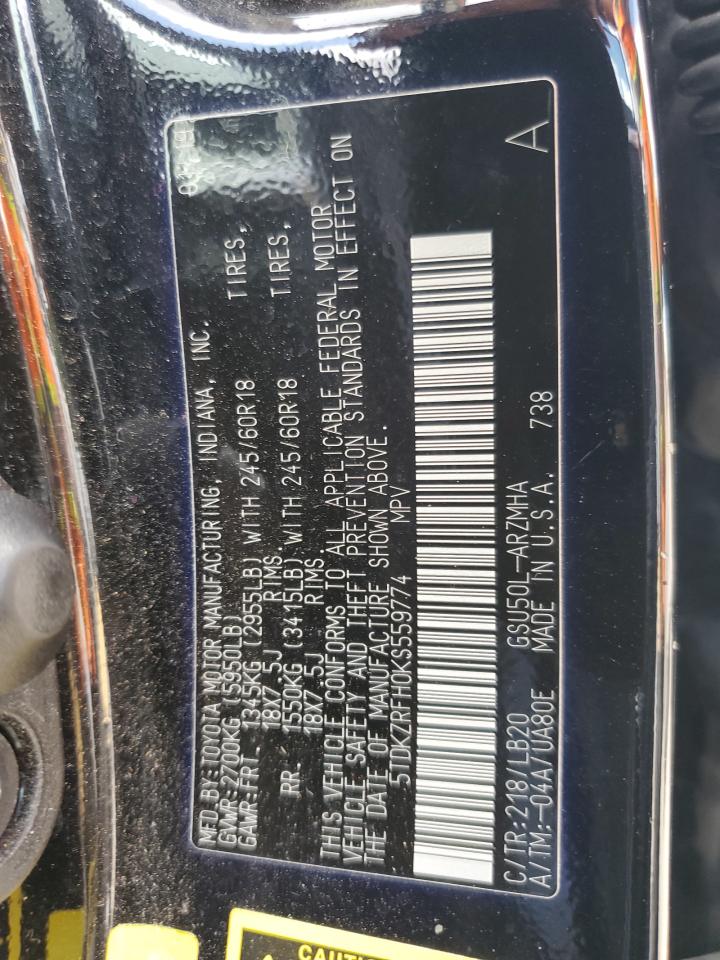 MFD.BY:TOYOTA MOTOR MANUFACTURING, INDIANA, INC.
GVWR:2700KG (5950LB)
GAWR:FRT. 1345KG (2955LB) WITH 245/60R18 TIRES,
18X7.5J RIMS.
RR. 1550KG (3415LB) WITH 245/60R18 TIRES,
18X7.5J RIMS.
THIS VEHICLE CONFORMS TO ALL APPLICABLE FEDERAL MOTOR
VEHICLE SAFETY AND THEFT PREVENTION STANDARDS IN EFFECT ON
THE DATE OF MANUFACTURE SHOWN ABOVE.
5TDKZRFH0KS559774 MPV
C/TR:218/LB20 GSU50L-ARZMHA A
A/TM:-04A/UA80E MADE IN U.S.A. 738